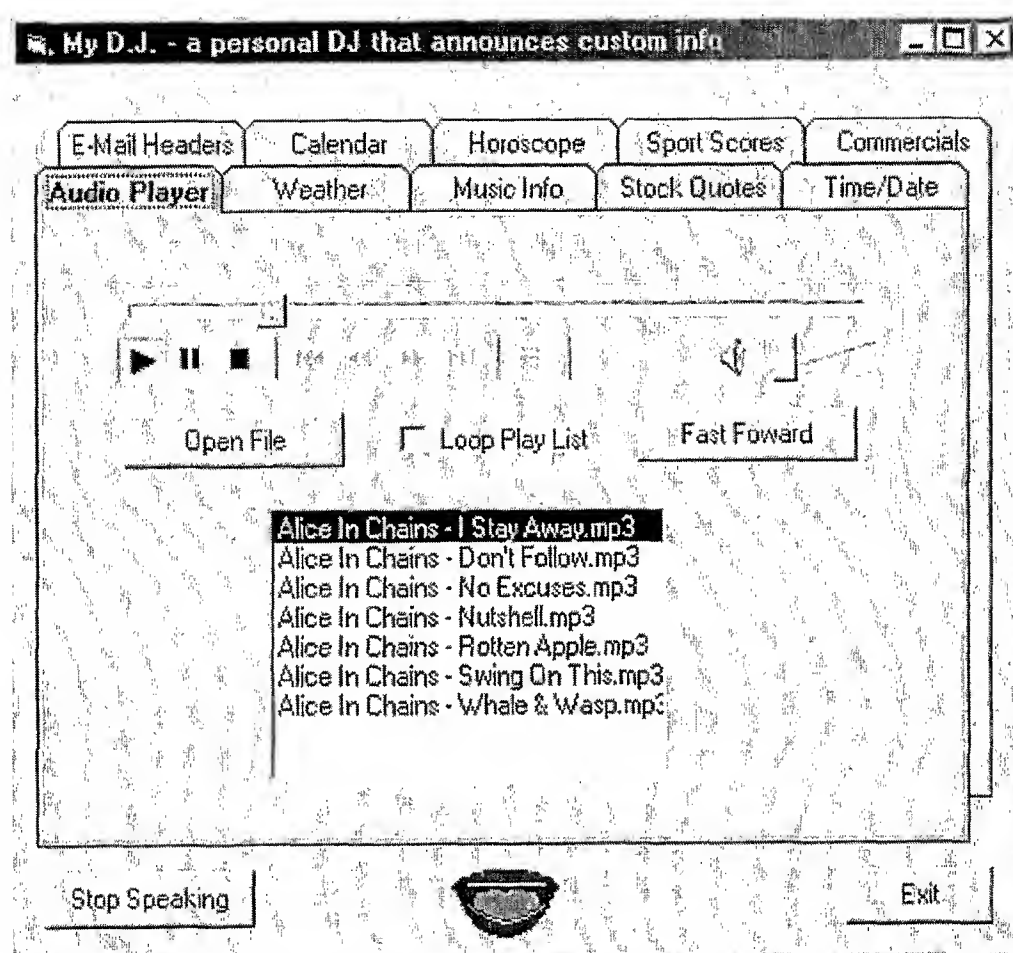 My D.J. - a personal DJ that announces custom info
E-Mail Headers Calendar Horoscope Sport Scores Commercials
Audio Player Weather Music Info Stock Quotes Time/Date
Open File Loop Play List Fast Foward
Alice In Chains - I Stay Away.mp3
Alice In Chains - Don't Follow.mp3
Alice In Chains - No Excuses.mp3
Alice In Chains - Nutshell.mp3
Alice In Chains - Rotten Apple.mp3
Alice In Chains - Swing On This.mp3
Alice In Chains - Whale & Wasp.mp3
Stop Speaking Exit